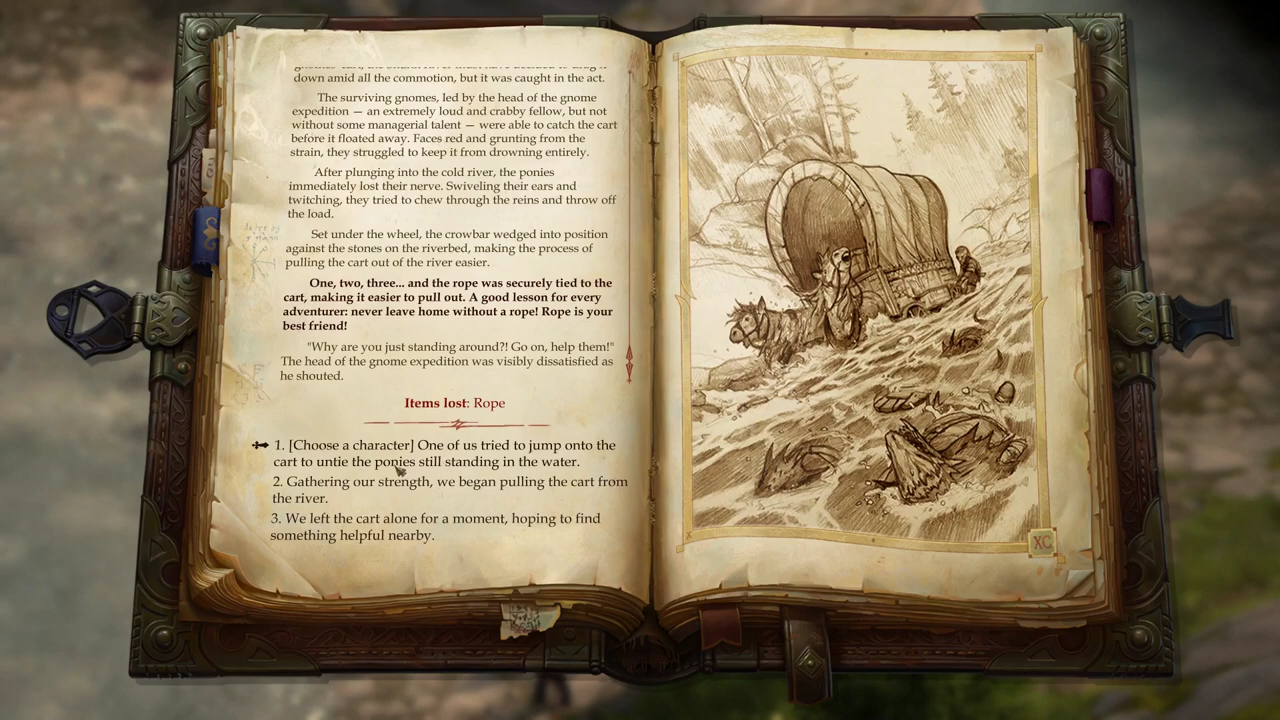 down amid all the commotion, but it was caught in the act.
The surviving gnomes, led by the head of the gnome
expedition — an extremely loud and crabby fellow, but not
without some managerial talent — were able to catch the cart
before it floated away. Faces red and grunting from the
strain, they struggled to keep it from drowning entirely.
After plunging into the cold river, the ponies
immediately lost their nerve. Swiveling their ears and
twitching, they tried to chew through the reins and throw off
the load.
Set under the wheel, the crowbar wedged into position
against the stones on the riverbed, making the process of
pulling the cart out of the river easier.
One, two, three... and the rope was securely tied to the
cart, making it easier to pull out. A good lesson for every
adventurer: never leave home without a rope! Rope is your
best friend!
"Why are you just standing around?! Go on, help them!"
The head of the gnome expedition was visibly dissatisfied as
he shouted.
Items lost: Rope
1. [Choose a character] One of us tried to jump onto the
cart to untie the ponies still standing in the water.
2. Gathering our strength, we began pulling the cart from
the river.
3. We left the cart alone for a moment, hoping to find
something helpful nearby.
XC